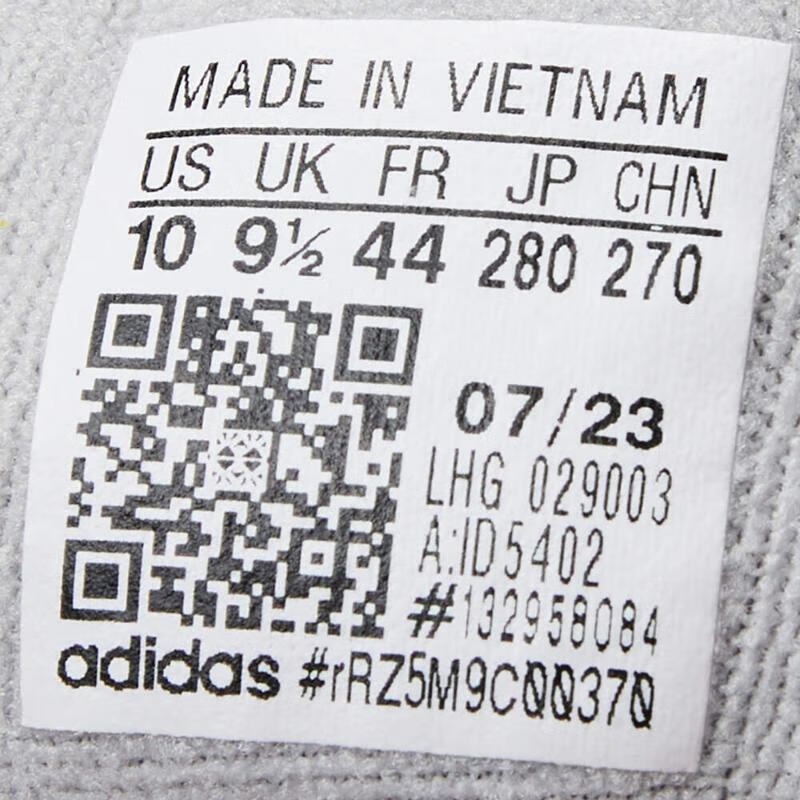 MADE IN VIETNAM
US UK FR JP CHN
10 9½ 44 280 270
07/23
LHG 029003
A:ID5402
#132958084
adidas #rRZ5M9C00370